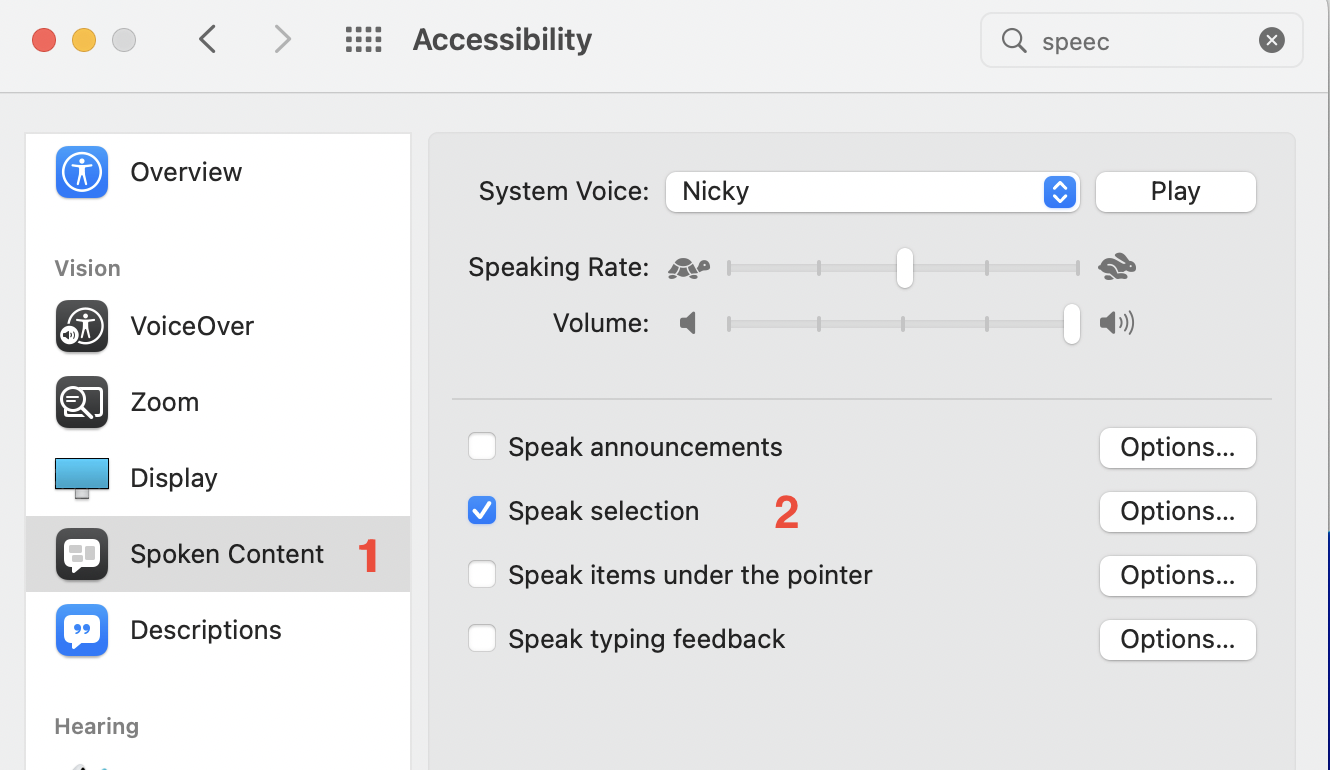 Accessibility
speec
Overview
Vision
VoiceOver
Zoom
Display
Spoken Content 1
Descriptions
Hearing
System Voice: Nicky Play
Speaking Rate:
Volume:
Speak announcements Options...
Speak selection 2 Options...
Speak items under the pointer Options...
Speak typing feedback Options...